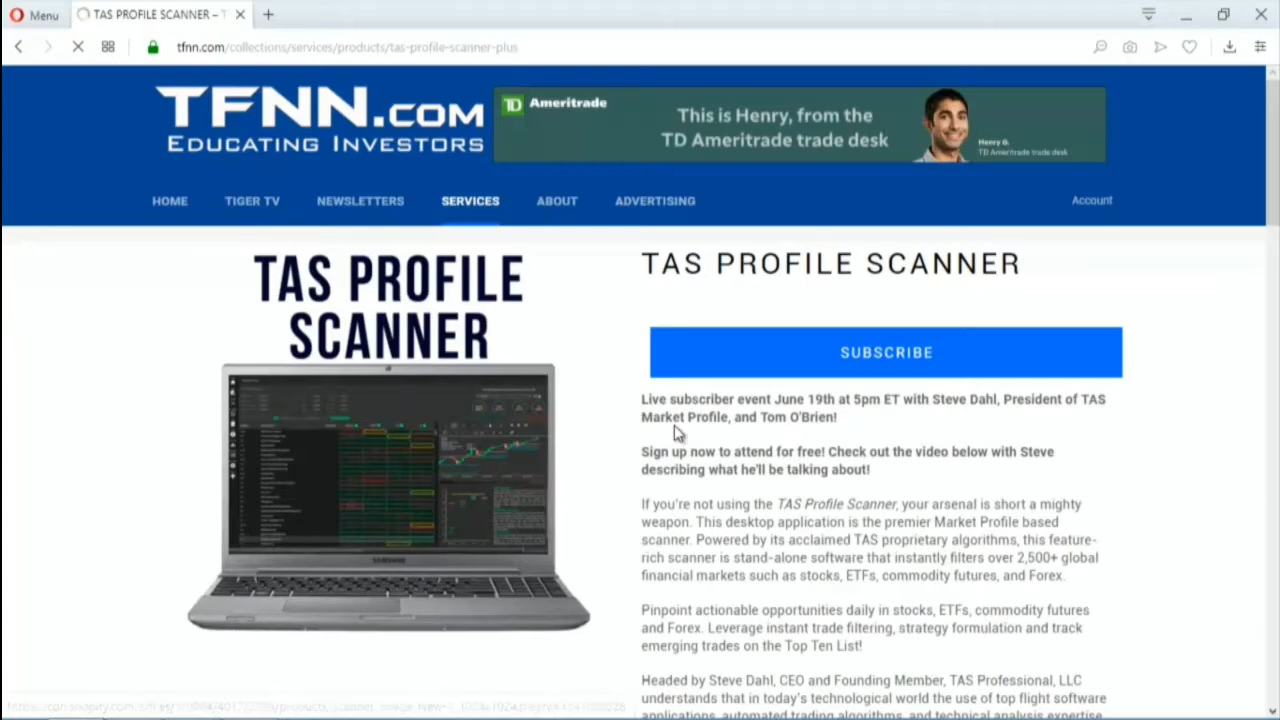 Menu
TAS PROFILE SCANNER – T
tfnn.com/collections/services/products/tas-profile-scanner-plus
TFNN.COM
EDUCATING INVESTORS
TD Ameritrade
This is Henry, from the
TD Ameritrade trade desk
Henry G.
TD Ameritrade trade desk
HOME
TIGER TV
NEWSLETTERS
SERVICES
ABOUT
ADVERTISING
Account
TAS PROFILE
SCANNER
SAMSUNG
TAS PROFILE SCANNER
SUBSCRIBE
Live subscriber event June 19th at 5pm ET with Steve Dahl, President of TAS
Market Profile, and Tom O'Brien!
Sign up now to attend for free! Check out the video below with Steve
describing what he'll be talking about!
If you're not using the TAS Profile Scanner, your arsenal is short a mighty
weapon. This desktop application is the premier Market Profile based
scanner. Powered by its acclaimed TAS proprietary algorithms, this feature-
rich scanner is stand-alone software that instantly filters over 2,500+ global
financial markets such as stocks, ETFs, commodity futures, and Forex.
Pinpoint actionable opportunities daily in stocks, ETFs, commodity futures
and Forex. Leverage instant trade filtering, strategy formulation and track
emerging trades on the Top Ten List!
Headed by Steve Dahl, CEO and Founding Member, TAS Professional, LLC
understands that in today's technological world the use of top flight software
applications, automated trading algorithms, and technical analysis expertise